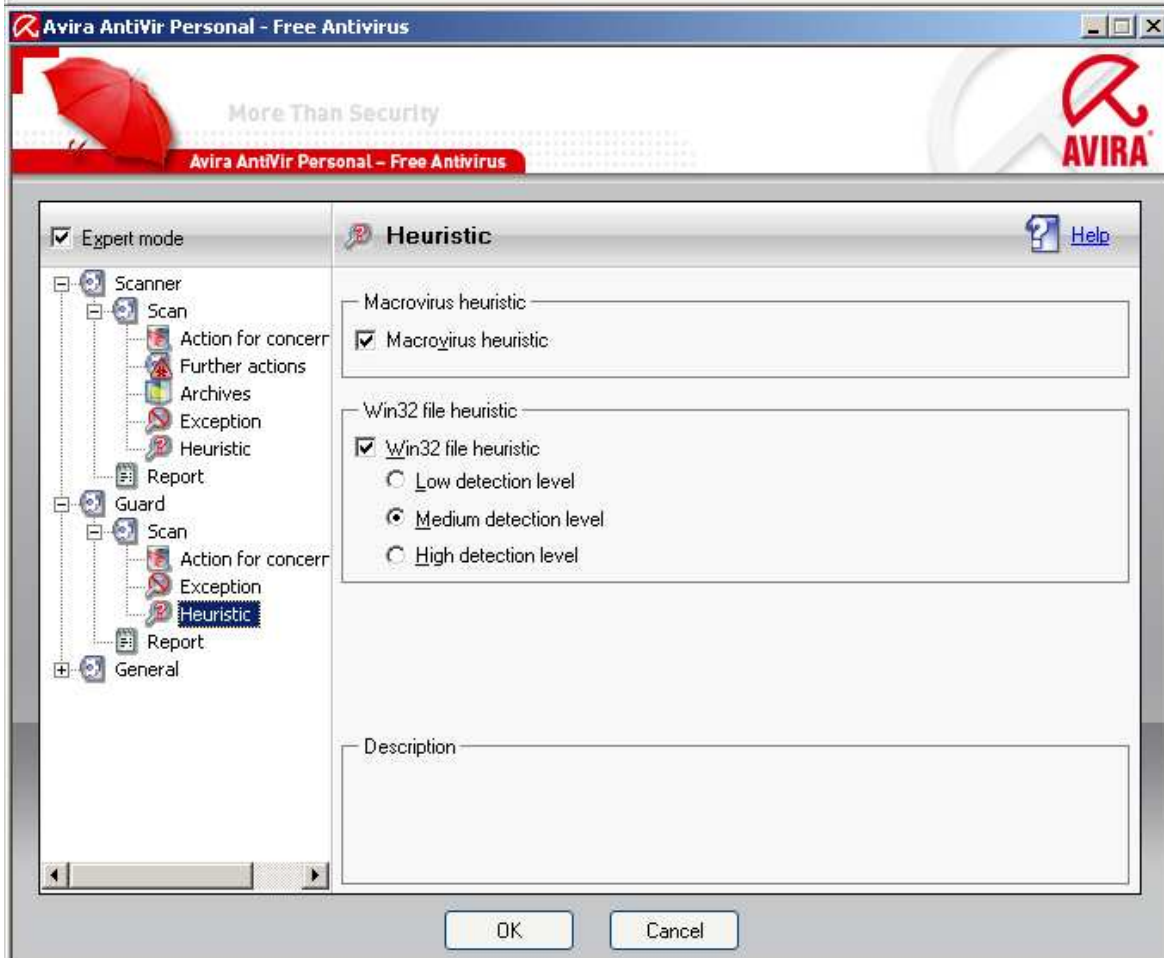 Avira AntiVir Personal - Free Antivirus
More Than Security
Avira AntiVir Personal – Free Antivirus
AVIRA
Expert mode
Heuristic
Help
Scanner
Scan
Action for concern
Further actions
Archives
Exception
Heuristic
Report
Guard
Scan
Action for concern
Exception
Heuristic
Report
General
Macrovirus heuristic
Macrovirus heuristic
Win32 file heuristic
Win32 file heuristic
Low detection level
Medium detection level
High detection level
Description
OK
Cancel